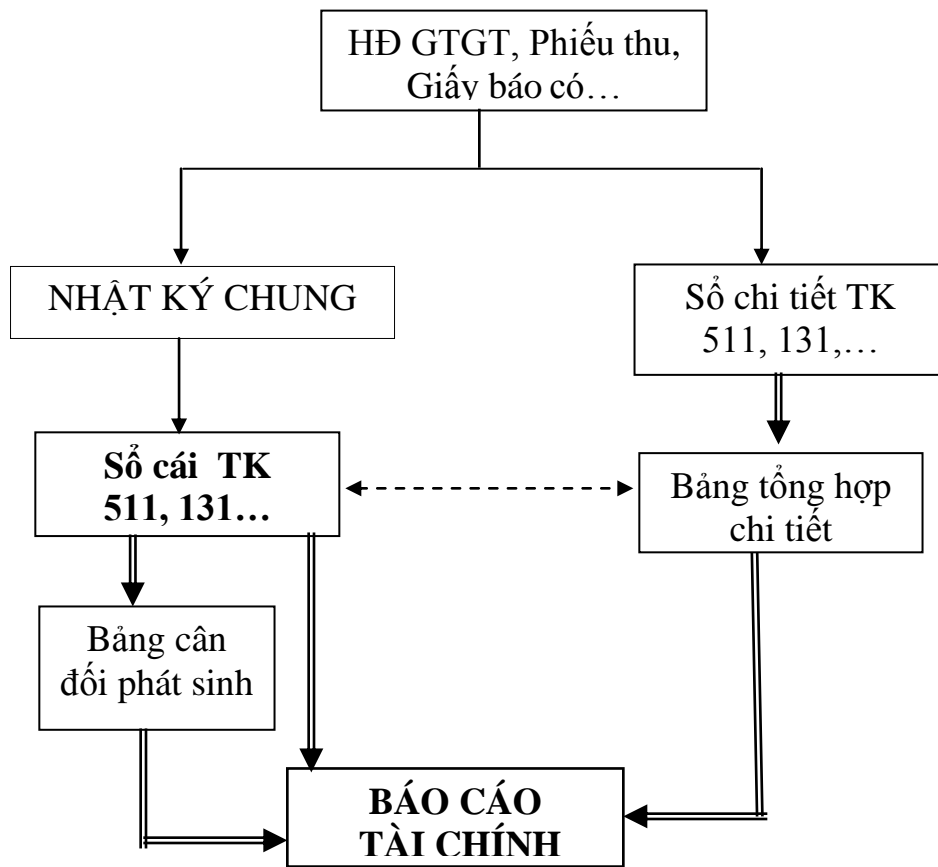 HĐ GTGT, Phiếu thu,
Giấy báo có…
NHẬT KÝ CHUNG
Sổ chi tiết TK
511, 131,…
Sổ cái TK
511, 131…
Bảng tổng hợp
chi tiết
Bảng cân
đối phát sinh
BÁO CÁO
TÀI CHÍNH